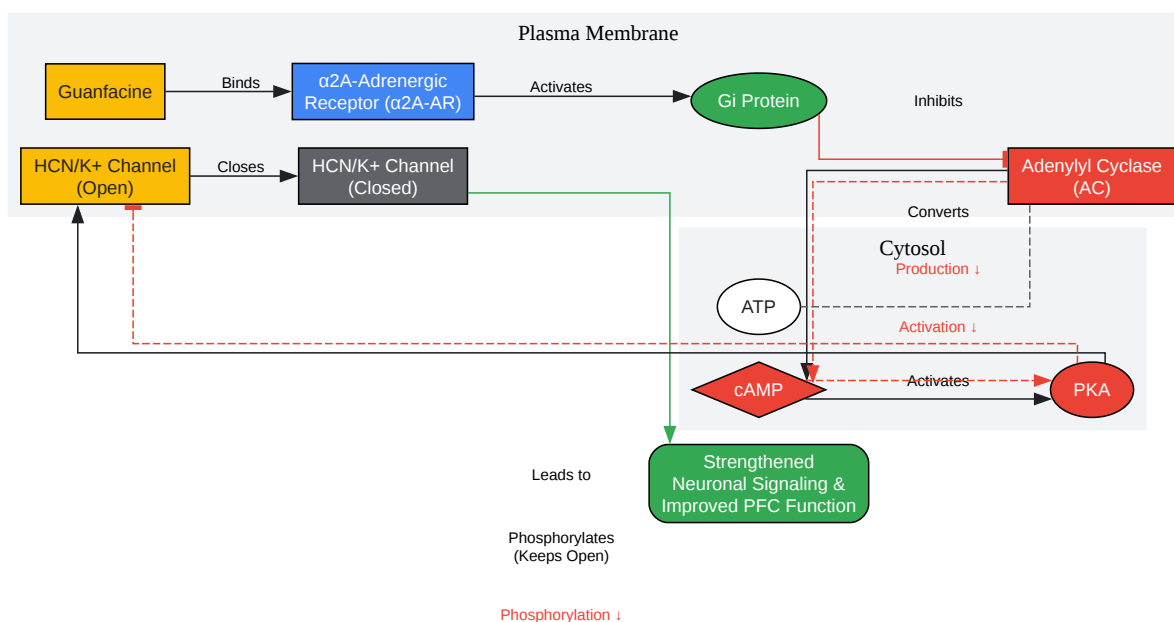 Plasma Membrane
Guanfacine
Binds
α2A-Adrenergic
Receptor (α2A-AR)
Activates
Gi Protein
Inhibits
HCN/K+ Channel
(Open)
Closes
HCN/K+ Channel
(Closed)
Adenylyl Cyclase
(AC)
Converts
Cytosol
Production ↓
ATP
Activation ↓
cAMP
Activates
PKA
Leads to
Strengthened
Neuronal Signaling &
Improved PFC Function
Phosphorylates
(Keeps Open)
Phosphorylation ↓